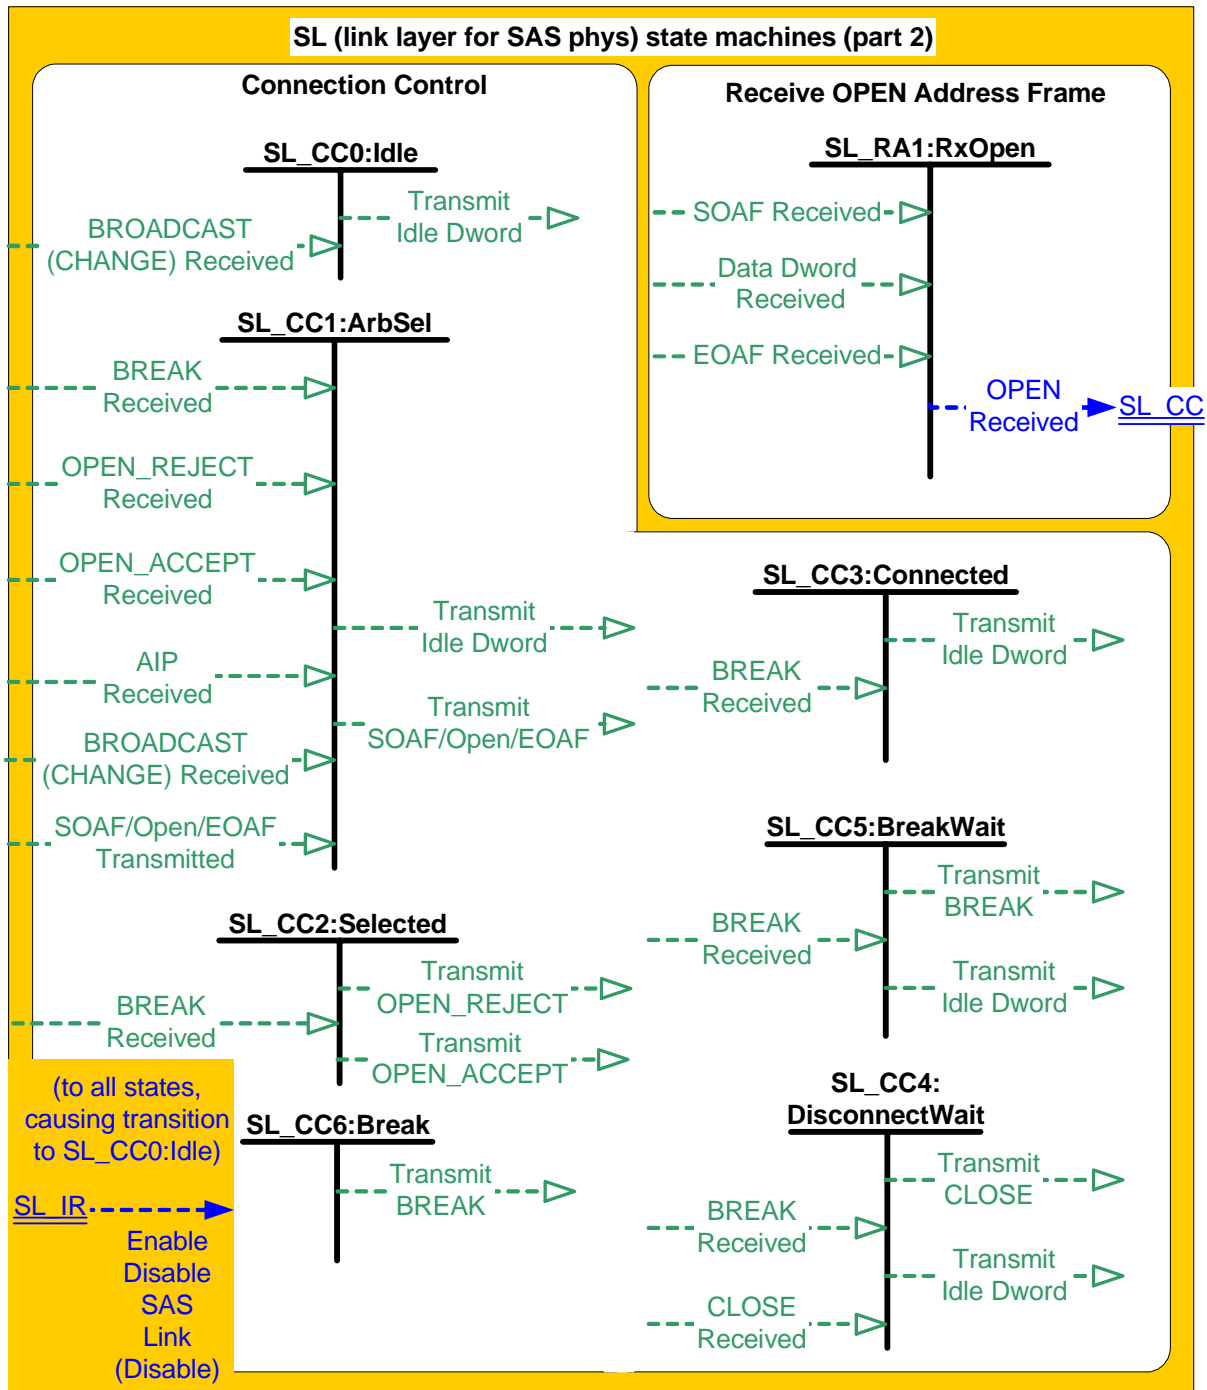 SL (link layer for SAS phys) state machines (part 2)
Connection Control
SL_CC0:Idle
Transmit
Idle Dword
BROADCAST
(CHANGE) Received
SL_CC1:ArbSel
BREAK
Received
OPEN_REJECT
Received
OPEN_ACCEPT
Received
Transmit
Idle Dword
AIP
Received
Transmit
SOAF/Open/EOAF
BROADCAST
(CHANGE) Received
SOAF/Open/EOAF
Transmitted
SL_CC2:Selected
Transmit
OPEN_REJECT
BREAK
Received
Transmit
OPEN_ACCEPT
(to all states,
causing transition
to SL_CC0:Idle)
SL_IR
Enable
Disable
SAS
Link
(Disable)
SL_CC6:Break
Transmit
BREAK
Receive OPEN Address Frame
SL_RA1:RxOpen
SOAF Received
Data Dword
Received
EOAF Received
OPEN
Received
SL_CC
SL_CC3:Connected
Transmit
Idle Dword
BREAK
Received
SL_CC5:BreakWait
Transmit
BREAK
BREAK
Received
Transmit
Idle Dword
SL_CC4:
DisconnectWait
Transmit
CLOSE
BREAK
Received
Transmit
Idle Dword
CLOSE
Received